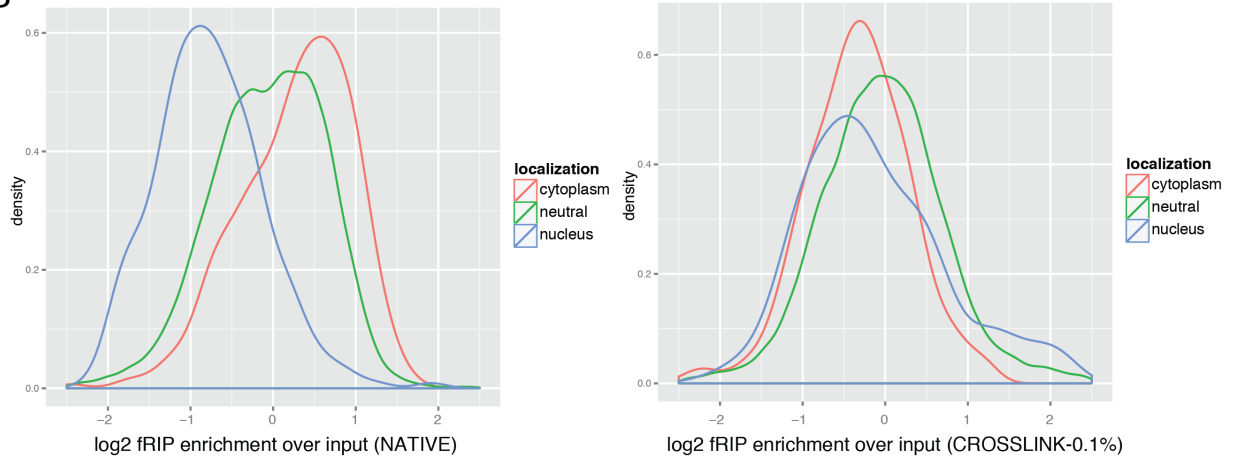 0.6
0.4
0.2
0.0
density
−2
−1
0
1
2
log2 fRIP enrichment over input (NATIVE)
localization
cytoplasm
neutral
nucleus
0.6
0.4
0.2
0.0
density
−2
−1
0
1
2
log2 fRIP enrichment over input (CROSSLINK-0.1%)
localization
cytoplasm
neutral
nucleus